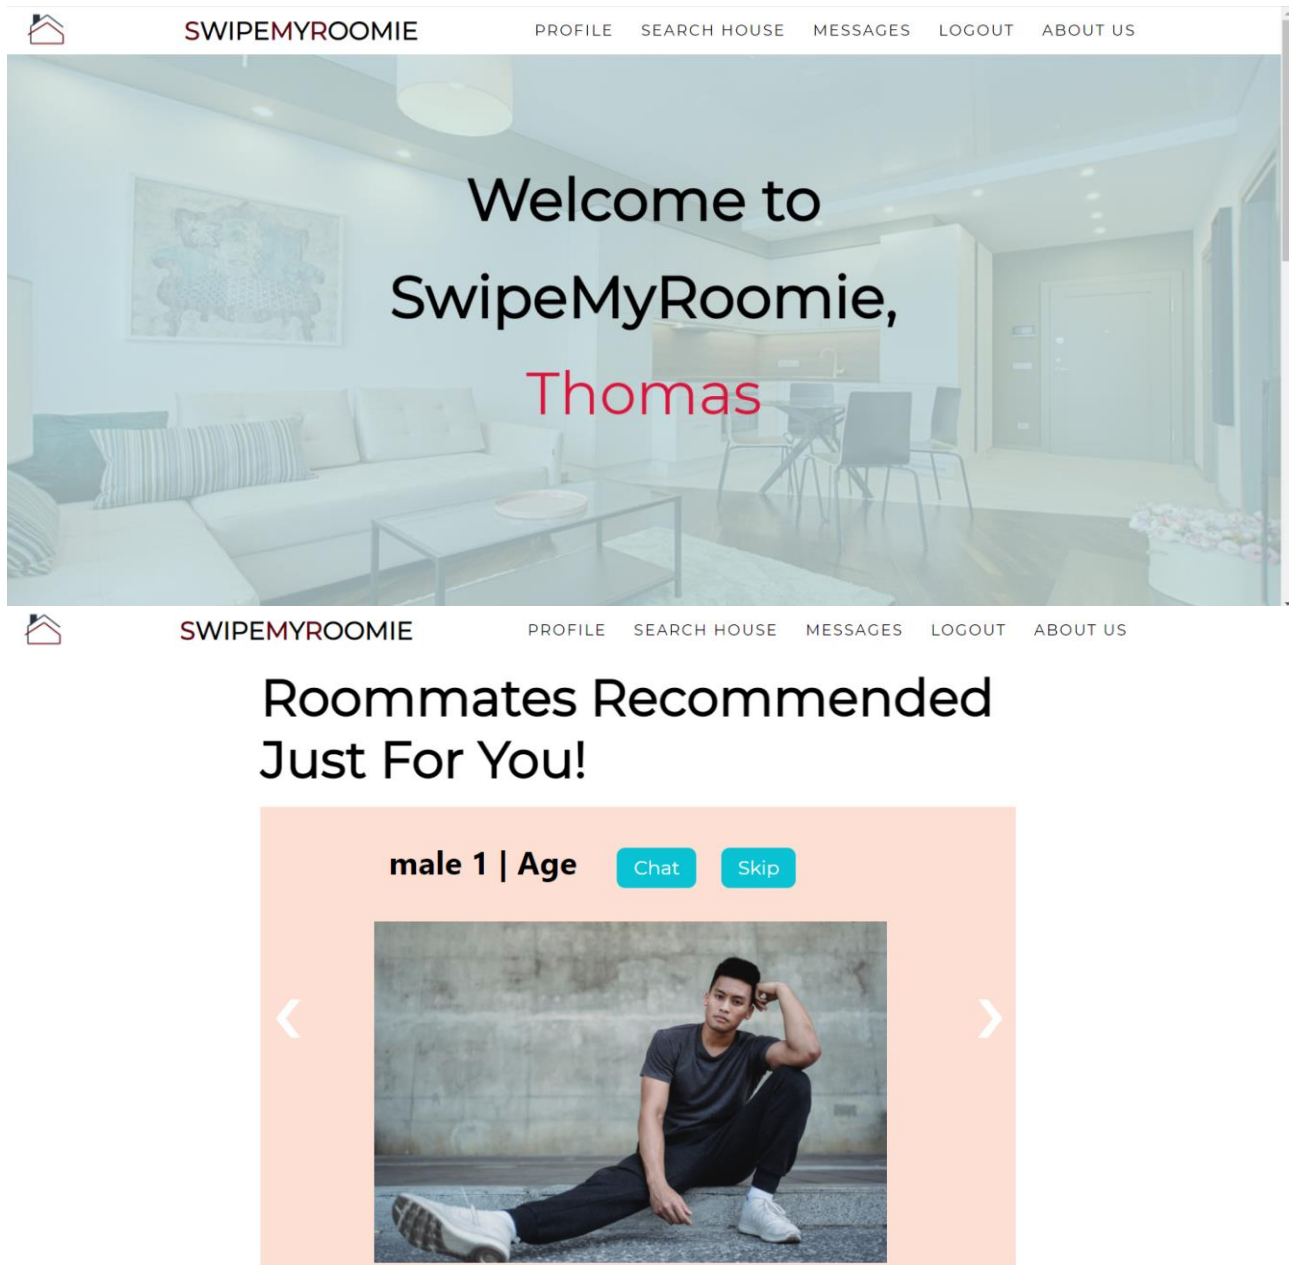 SWIPEMYROOMIE PROFILE SEARCH HOUSE MESSAGES LOGOUT ABOUT US
Welcome to
SwipeMyRoomie,
Thomas
SWIPEMYROOMIE PROFILE SEARCH HOUSE MESSAGES LOGOUT ABOUT US
Roommates Recommended
Just For You!
male 1 | Age Chat Skip